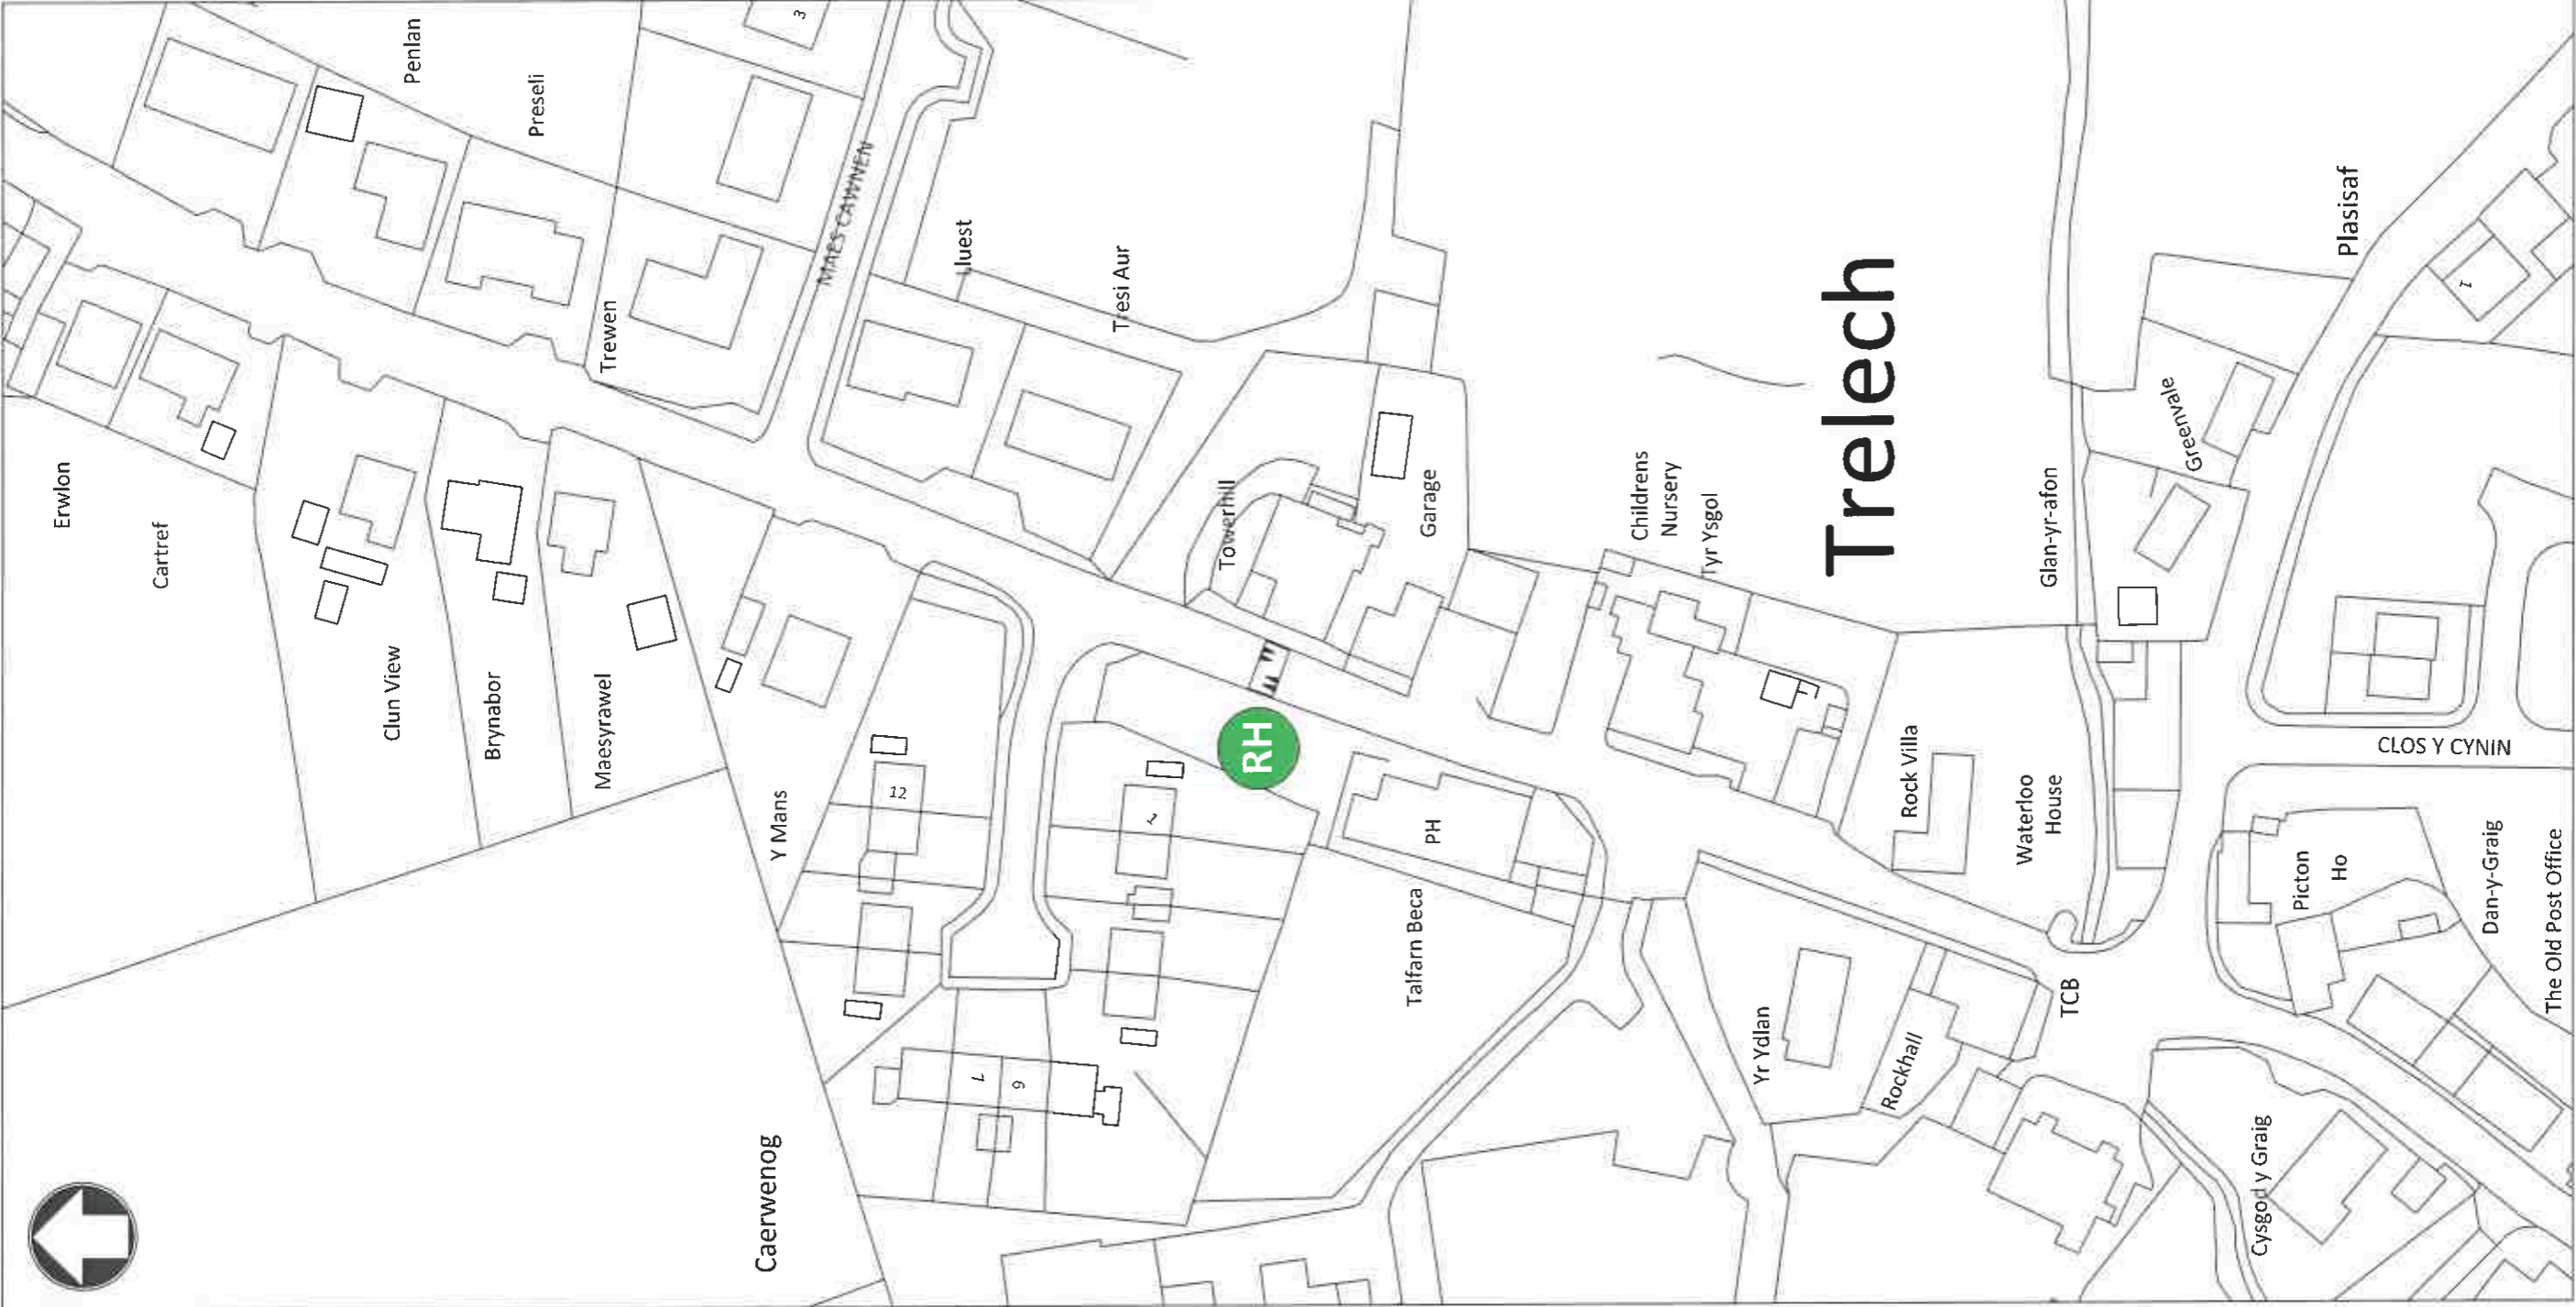 Penlan
Preseli
3
MAES CAWNEN
Trewen
Lluest
Tresi Aur
Erwlon
Cartref
Clun View
Brynabor
Maesyrawel
Y Mans
12
1
RH
Towerhill
Garage
Childrens
Nursery
Tyr Ysgol
Trelech
PH
Talfarn Beca
Caerwenog
7
6
Glan-yr-afon
Greenvale
Plasisaf
1
Rock Villa
Waterloo
House
CLOS Y CYNIN
Yr Ydlan
Rockhall
TCB
Picton
Ho
Dan-y-Graig
The Old Post Office
Cysgod y Graig